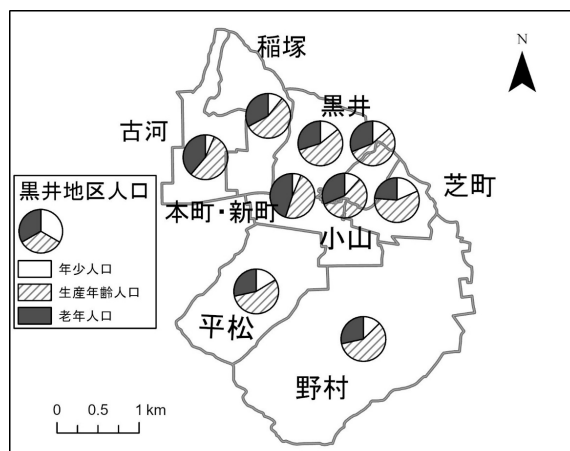 稲塚
N
黒井
古河
芝町
黒井地区人口
本町・新町
小山
年少人口
生産年齢人口
老年人口
平松
野村
0 0.5 1 km